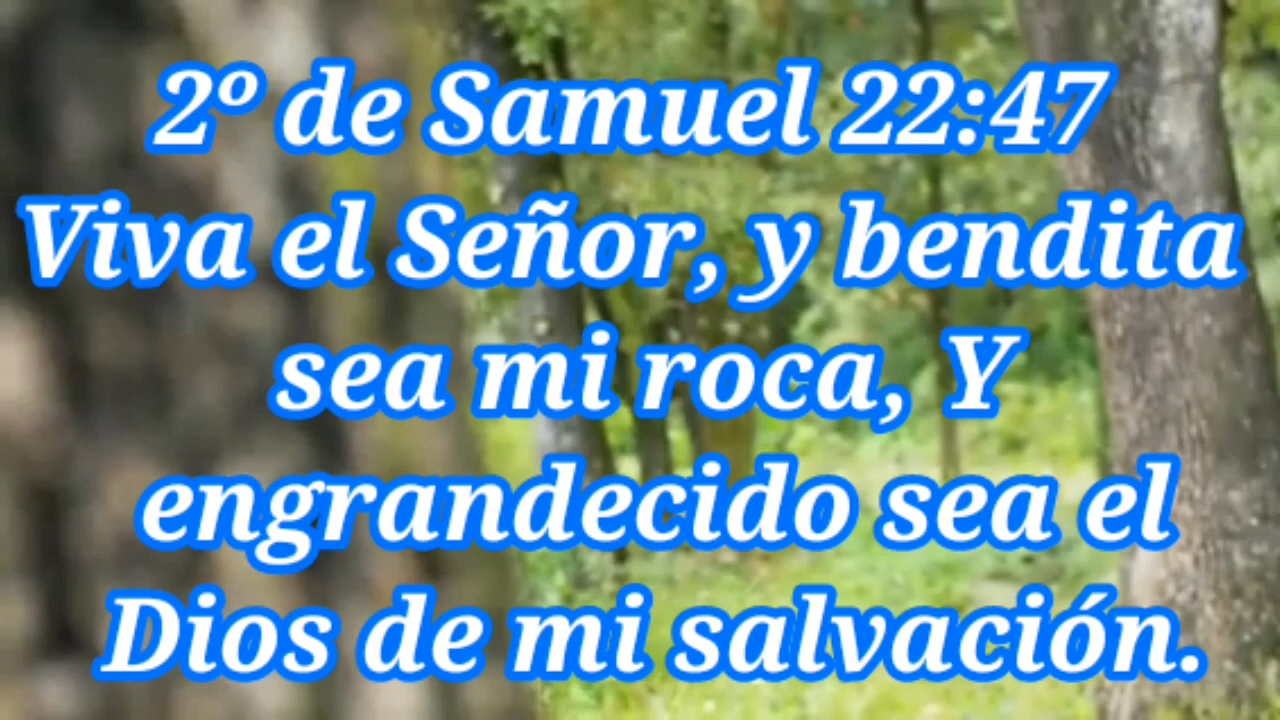 2º de Samuel 22:47
Viva el Señor, y bendita
sea mi roca, Y
engrandecido sea el
Dios de mi salvación.